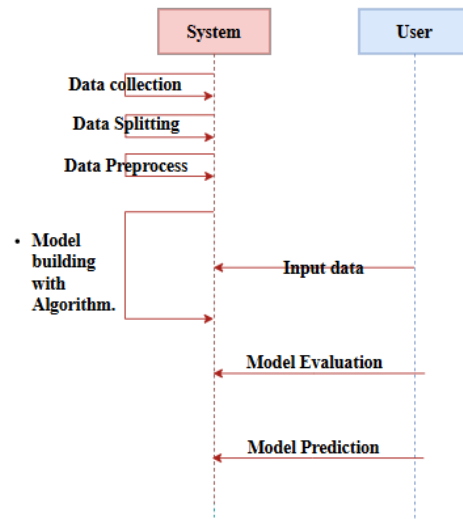 System
User
Data collection
Data Splitting
Data Preprocess
• Model
building
with
Algorithm.
Input data
Model Evaluation
Model Prediction